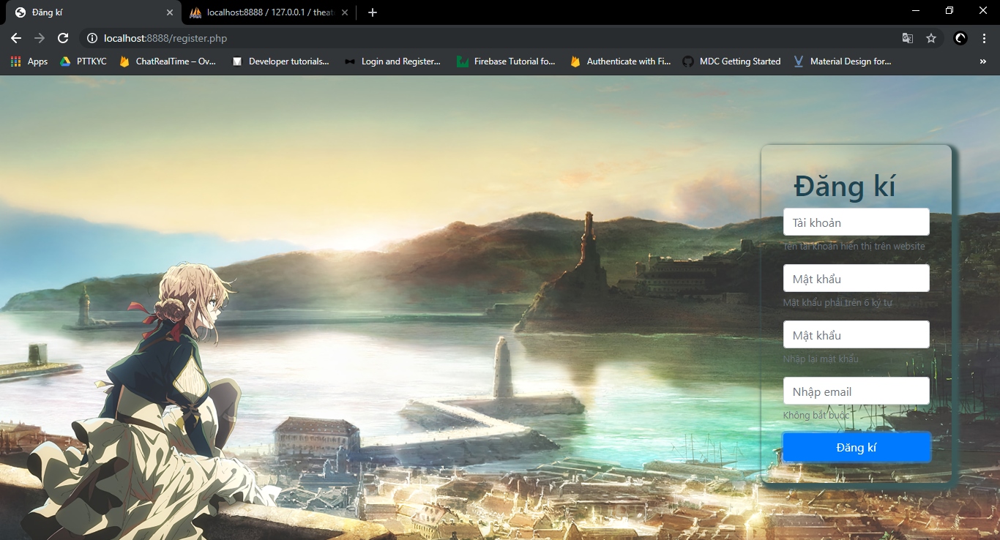 Đăng kí
localhost:8888 / 127.0.0.1 / theat
localhost:8888/register.php
Apps
PTTKYC
ChatRealTime – Ov...
Developer tutorials...
Login and Register...
Firebase Tutorial fo...
Authenticate with Fi...
MDC Getting Started
Material Design for...
»
Đăng kí
Tài khoản
Tên tài khoản hiển thị trên website
Mật khẩu
Mật khẩu phải trên 6 ký tự
Mật khẩu
Nhập lại mật khẩu
Nhập email
Không bắt buộc
Đăng kí